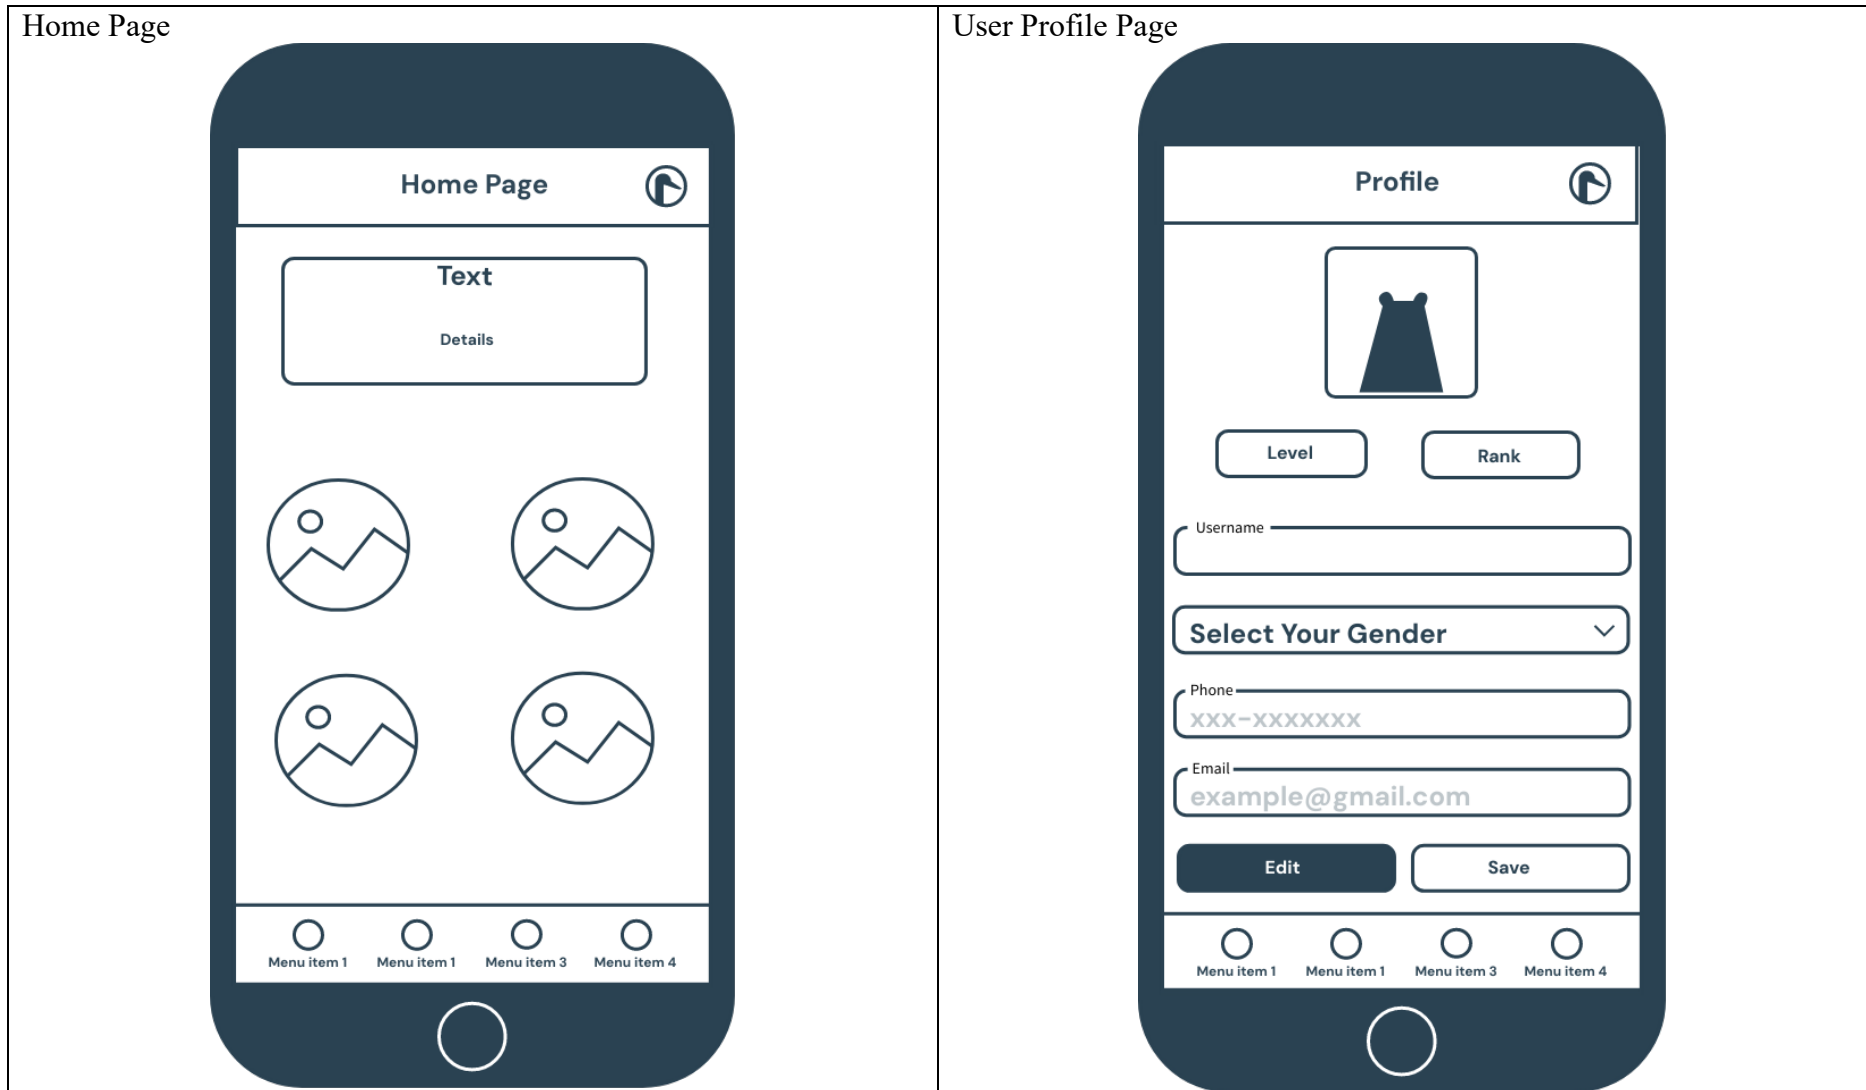 Home Page
Home Page
Text
Details
Menu item 1 Menu item 1 Menu item 3 Menu item 4
User Profile Page
Profile
Level Rank
Username
Select Your Gender
Phone
xxx-xxxxxxx
Email
example@gmail.com
Edit Save
Menu item 1 Menu item 1 Menu item 3 Menu item 4